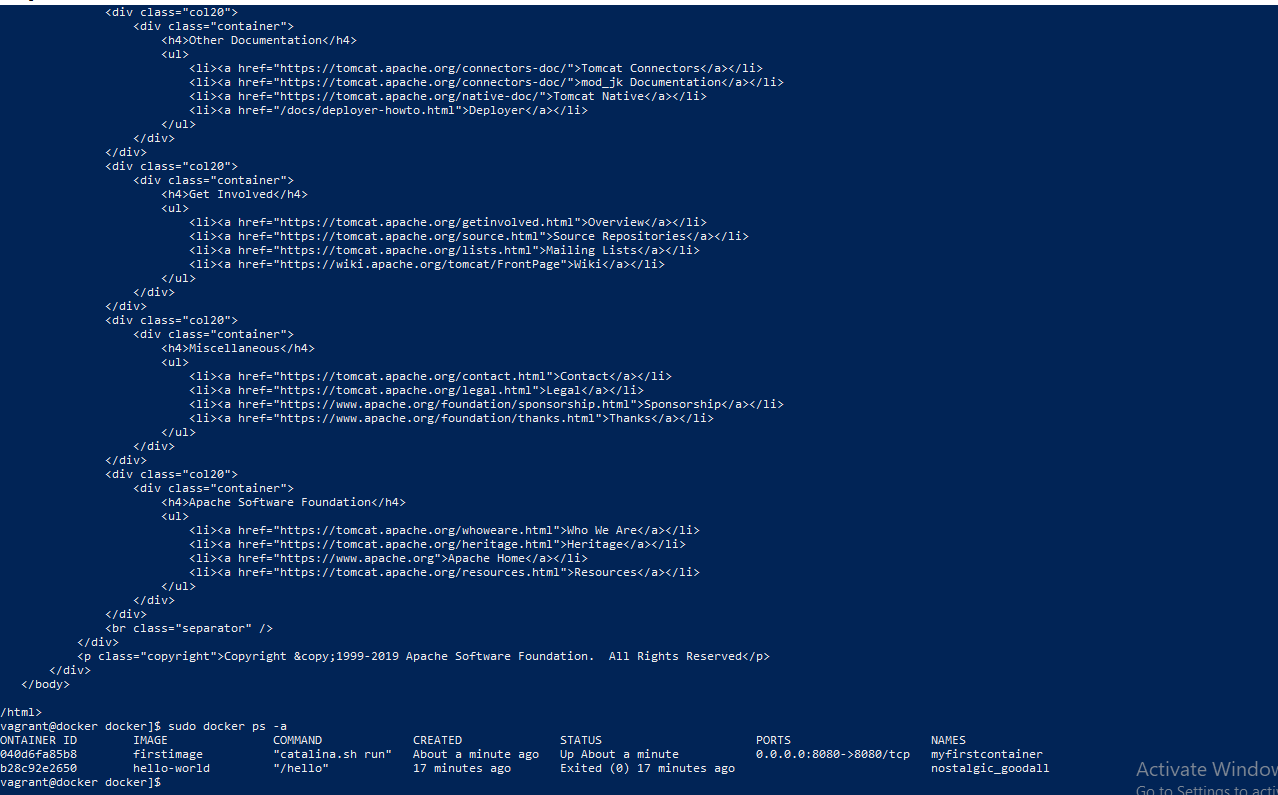 <div class="col20">
<div class="container">
<h4>Other Documentation</h4>
<ul>
<li><a href="https://tomcat.apache.org/connectors-doc/">Tomcat Connectors</a></li>
<li><a href="https://tomcat.apache.org/connectors-doc/">mod_jk Documentation</a></li>
<li><a href="https://tomcat.apache.org/native-doc/">Tomcat Native</a></li>
<li><a href="/docs/deployer-howto.html">Deployer</a></li>
</ul>
</div>
</div>
<div class="col20">
<div class="container">
<h4>Get Involved</h4>
<ul>
<li><a href="https://tomcat.apache.org/getinvolved.html">Overview</a></li>
<li><a href="https://tomcat.apache.org/source.html">Source Repositories</a></li>
<li><a href="https://tomcat.apache.org/lists.html">Mailing Lists</a></li>
<li><a href="https://wiki.apache.org/tomcat/FrontPage">Wiki</a></li>
</ul>
</div>
</div>
<div class="col20">
<div class="container">
<h4>Miscellaneous</h4>
<ul>
<li><a href="https://tomcat.apache.org/contact.html">Contact</a></li>
<li><a href="https://tomcat.apache.org/legal.html">Legal</a></li>
<li><a href="https://www.apache.org/foundation/sponsorship.html">Sponsorship</a></li>
<li><a href="https://www.apache.org/foundation/thanks.html">Thanks</a></li>
</ul>
</div>
</div>
<div class="col20">
<div class="container">
<h4>Apache Software Foundation</h4>
<ul>
<li><a href="https://tomcat.apache.org/whoweare.html">Who We Are</a></li>
<li><a href="https://tomcat.apache.org/heritage.html">Heritage</a></li>
<li><a href="https://www.apache.org">Apache Home</a></li>
<li><a href="https://tomcat.apache.org/resources.html">Resources</a></li>
</ul>
</div>
</div>
<br class="separator" />
</div>
<p class="copyright">Copyright &copy;1999-2019 Apache Software Foundation.  All Rights Reserved</p>
</div>
</body>
/html>
vagrant@docker docker]$ sudo docker ps -a
ONTAINER ID IMAGE COMMAND CREATED STATUS PORTS NAMES
040d6fa85b8 firstimage "catalina.sh run" About a minute ago Up About a minute 0.0.0.0:8080->8080/tcp myfirstcontainer
b28c92e2650 hello-world "/hello" 17 minutes ago Exited (0) 17 minutes ago nostalgic_goodall
vagrant@docker docker]$
Activate Window
Go to Settings to acti